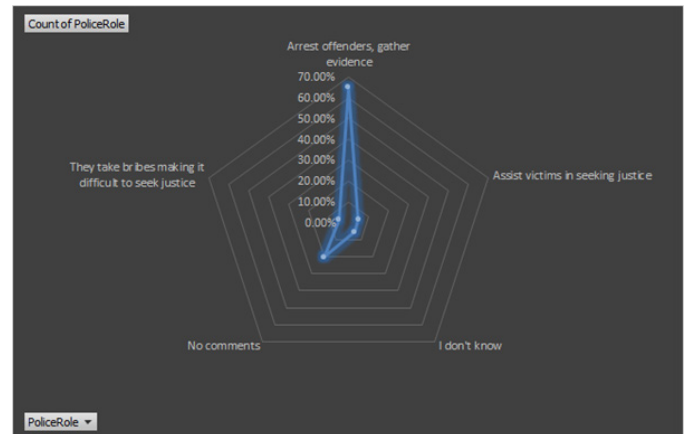 Count of PoliceRole
Arrest offenders, gather
evidence
70.00%
60.00%
50.00%
40.00%
30.00%
20.00%
10.00%
0.00%
They take bribes making it
difficult to seek justice
Assist victims in seeking justice
No comments
I don't know
PoliceRole